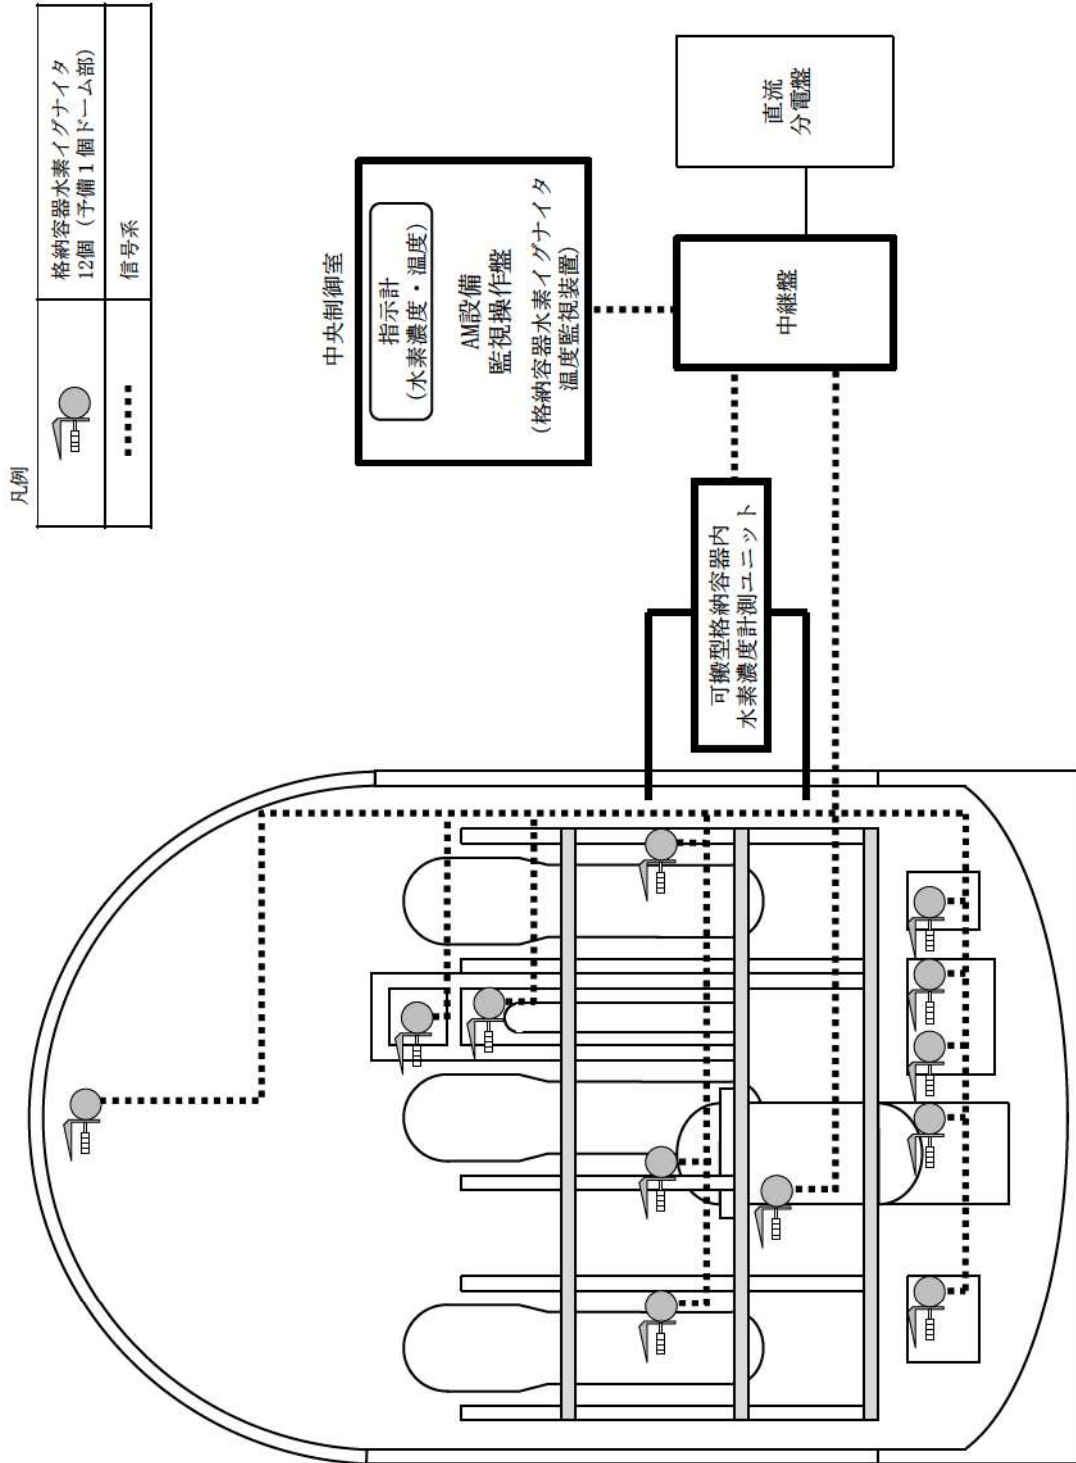 凡例
格納容器水素イグナイタ
12個（予備１個ドーム部）
信号系
中央制御室
指示計
（水素濃度・温度）
AM設備
監視操作盤
（格納容器水素イグナイタ
温度監視装置）
直流
分電盤
中継盤
可搬型格納容器内
水素濃度計測ユニット